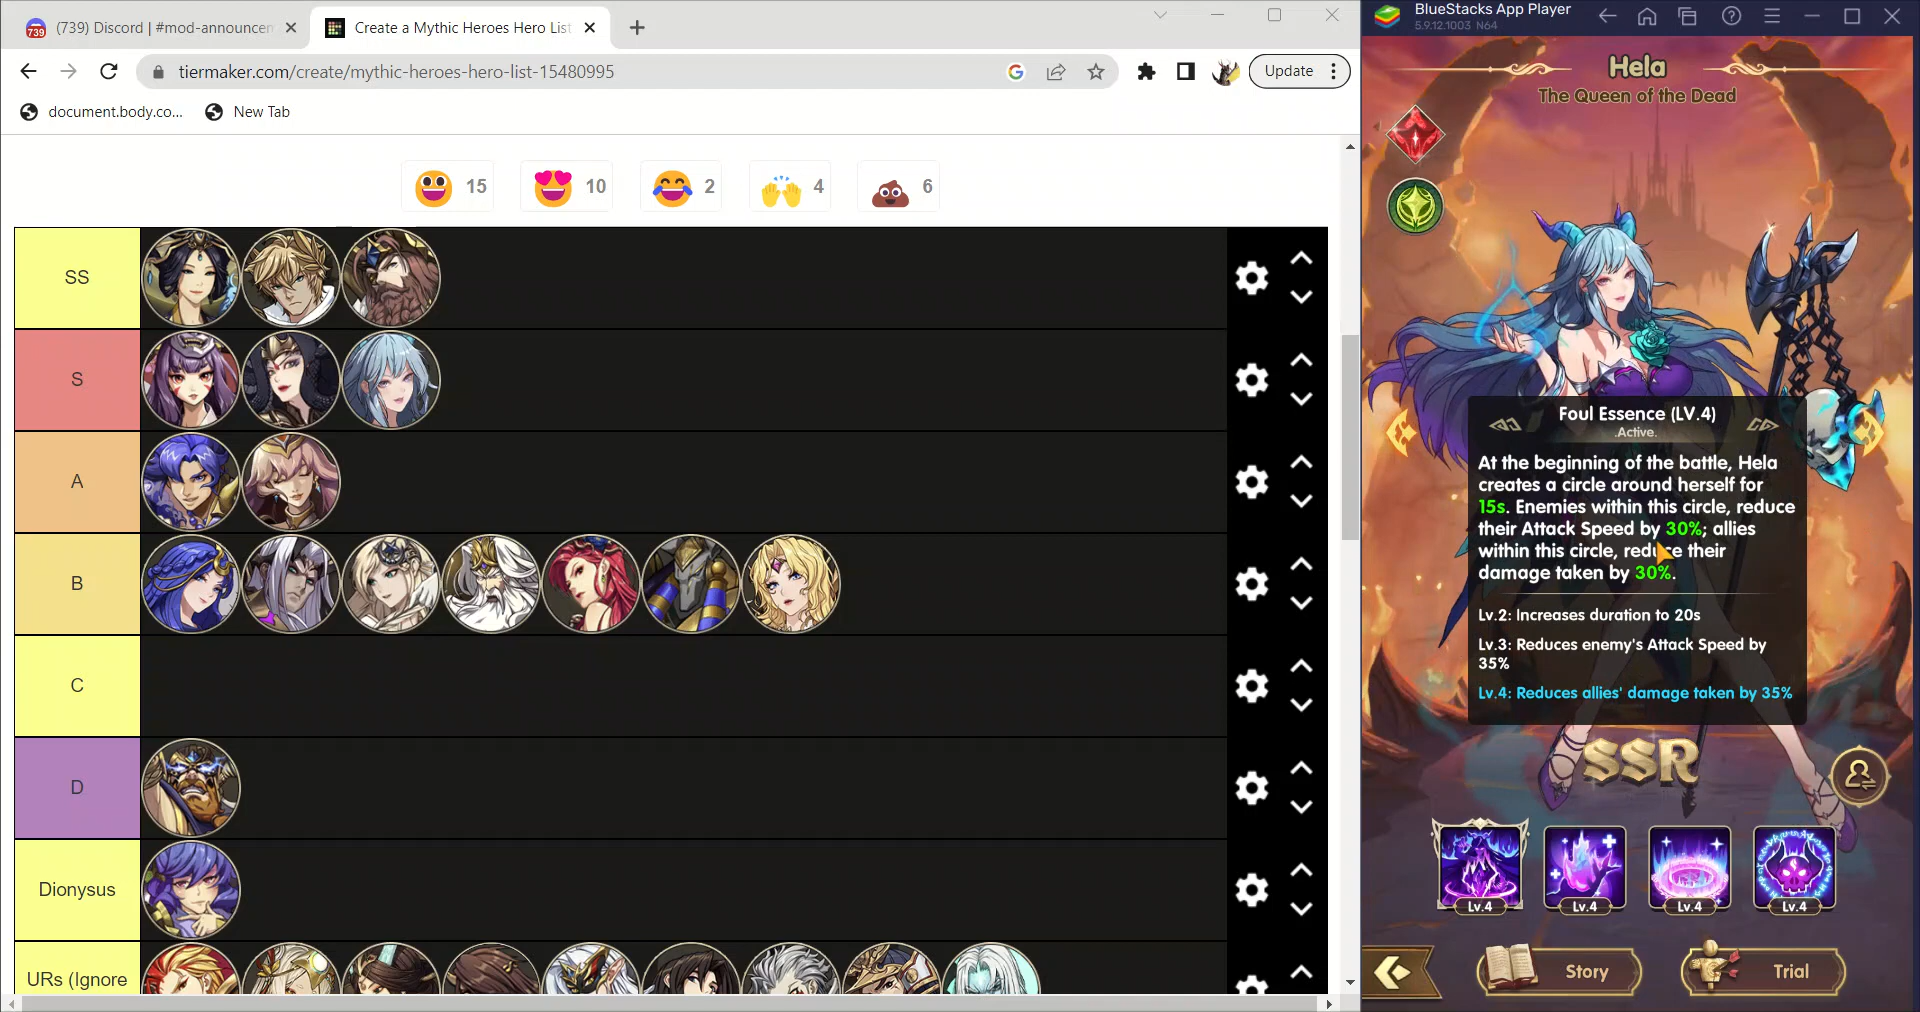 (739) Discord | #mod-announcem
739
Create a Mythic Heroes Hero List
tiermaker.com/create/mythic-heroes-hero-list-15480995
Update
document.body.co...
New Tab
15
10
2
4
6
SS
S
A
B
C
D
Dionysus
URs (Ignore
BlueStacks App Player
5.9.12.1003 N64
Hela
The Queen of the Dead
Foul Essence (LV.4)
.Active.
At the beginning of the battle, Hela
creates a circle around herself for
15s. Enemies within this circle, reduce
their Attack Speed by 30%; allies
within this circle, reduce their
damage taken by 30%.
Lv.2: Increases duration to 20s
Lv.3: Reduces enemy's Attack Speed by
35%
Lv.4: Reduces allies' damage taken by 35%
SSR
Lv.4
Lv.4
Lv.4
Lv.4
Story
Trial